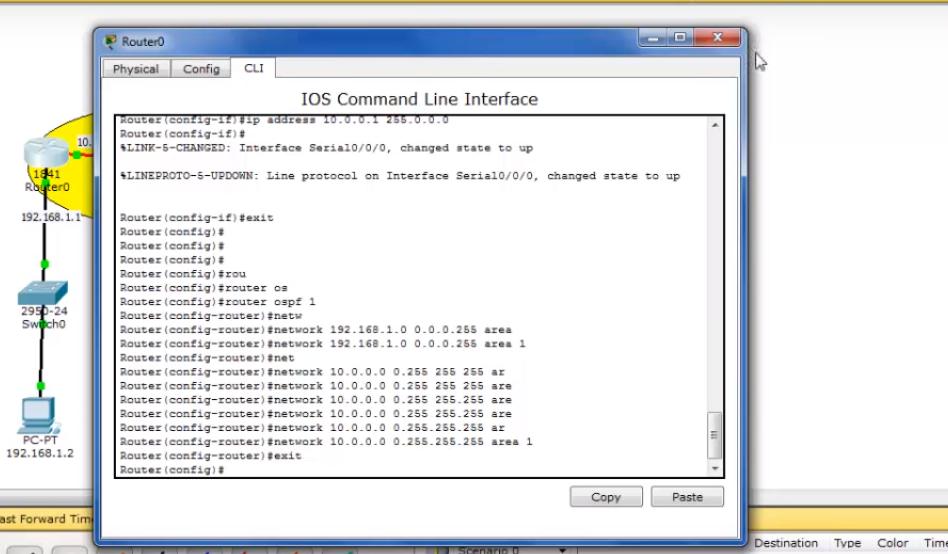 Router0
Physical
Config
CLI
IOS Command Line Interface
Router(config-if)#ip address 10.0.0.1 255.0.0.0
Router(config-if)#
%LINK-5-CHANGED: Interface Serial0/0/0, changed state to up
%LINEPROTO-5-UPDOWN: Line protocol on Interface Serial0/0/0, changed state to up
Router(config-if)#exit
Router(config)#
Router(config)#
Router(config)#
Router(config)#rou
Router(config)#router os
Router(config)#router ospf 1
Router(config-router)#netw
Router(config-router)#network 192.168.1.0 0.0.0.255 area
Router(config-router)#network 192.168.1.0 0.0.0.255 area 1
Router(config-router)#net
Router(config-router)#network 10.0.0.0 0.255 255 255 ar
Router(config-router)#network 10.0.0.0 0.255 255 255 are
Router(config-router)#network 10.0.0.0 0.255 255.255 are
Router(config-router)#network 10.0.0.0 0.255 255.255 are
Router(config-router)#network 10.0.0.0 0.255.255.255 ar
Router(config-router)#network 10.0.0.0 0.255.255.255 area 1
Router(config-router)#exit
Router(config)#
Copy
Paste
10.
1841
Router0
192.168.1.1
2950-24
Switch0
PC-PT
192.168.1.2
ast Forward Tim
Scenario 0
Destination
Type
Color
Time